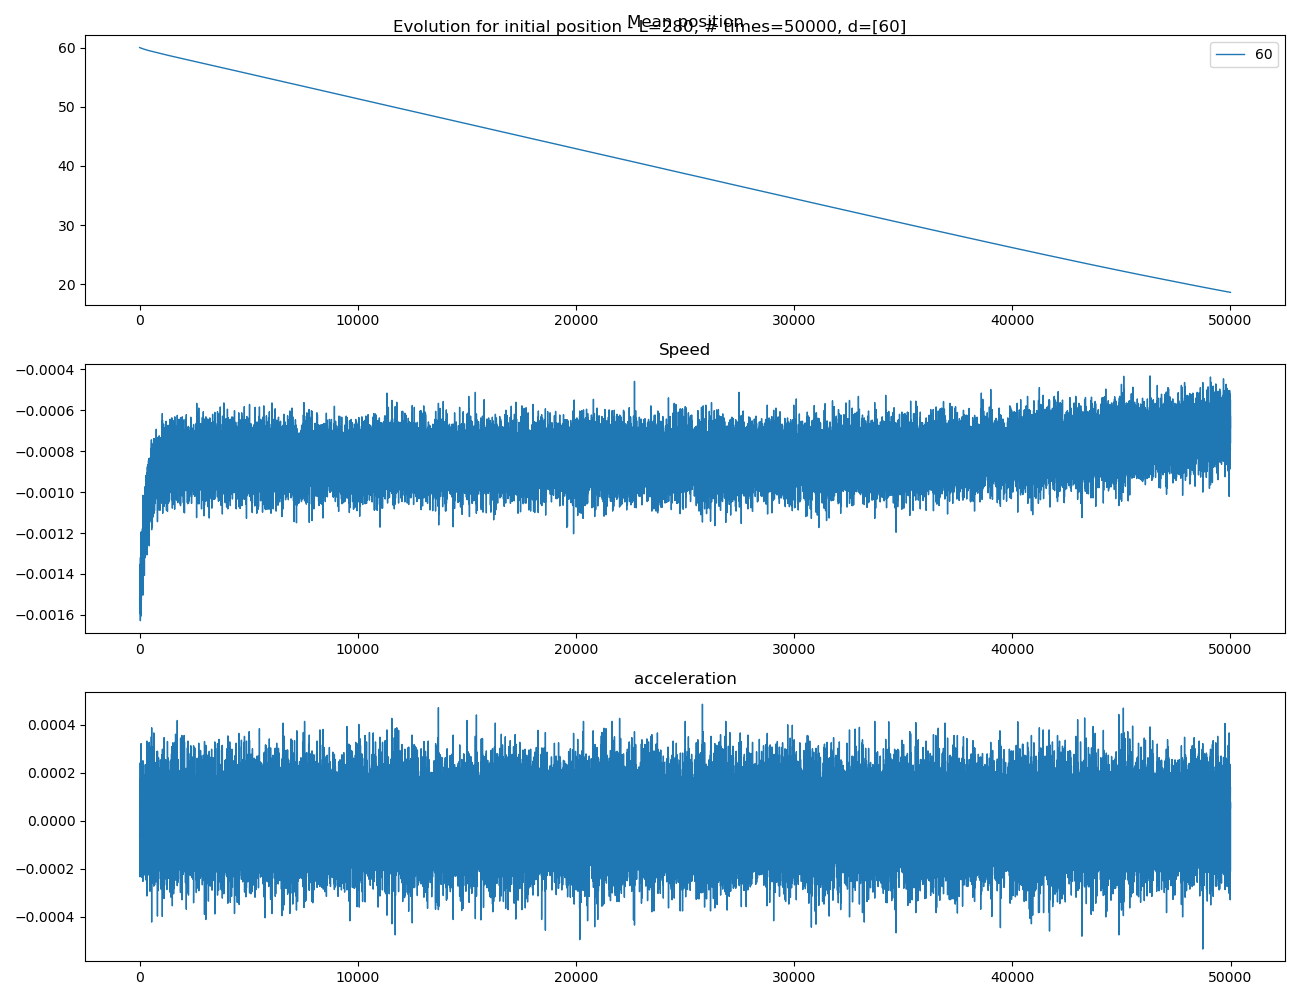 Mean position
Evolution for initial position - L=280, # times=50000, d=[60]
60
60
50
40
30
20
0 10000 20000 30000 40000 50000
Speed
−0.0004
−0.0006
−0.0008
−0.0010
−0.0012
−0.0014
−0.0016
0 10000 20000 30000 40000 50000
acceleration
0.0004
0.0002
0.0000
−0.0002
−0.0004
0 10000 20000 30000 40000 50000